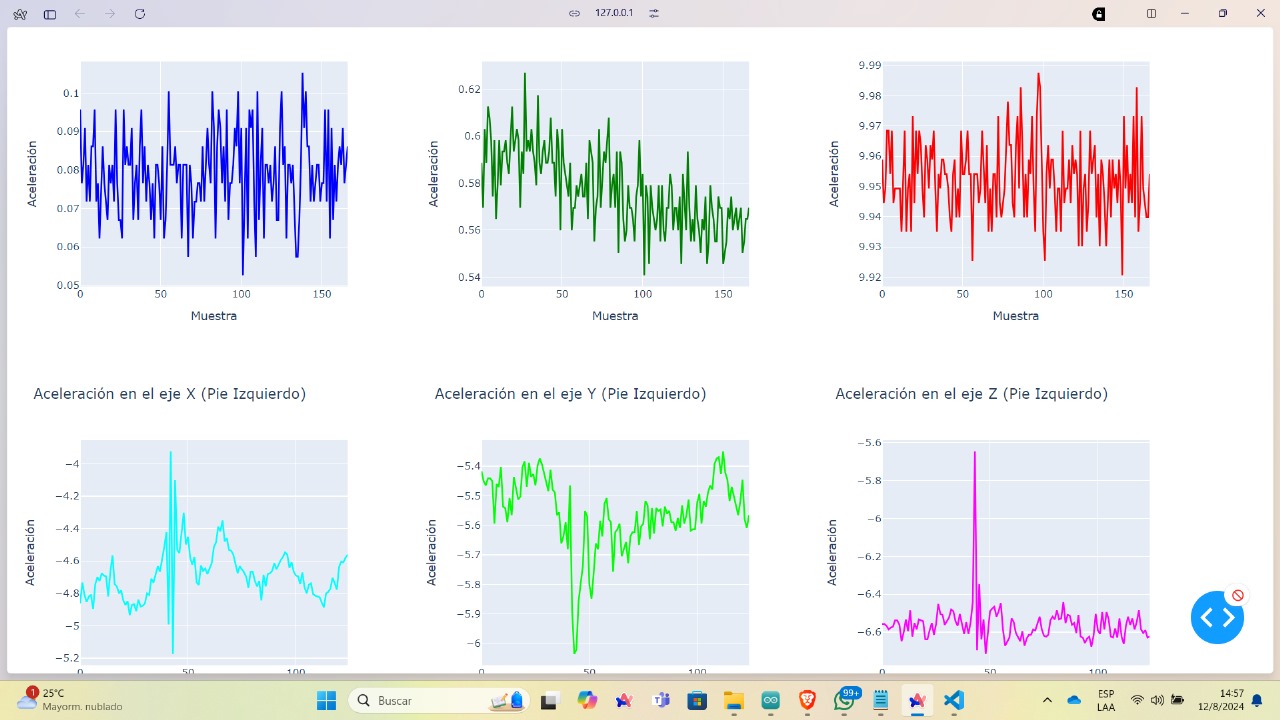 127.0.0.1
0.1
0.09
0.08
0.07
0.06
0.05
0 50 100 150
Aceleración
Muestra
0.62
0.6
0.58
0.56
0.54
0 50 100 150
Aceleración
Muestra
9.99
9.98
9.97
9.96
9.95
9.94
9.93
9.92
0 50 100 150
Aceleración
Muestra
Aceleración en el eje X (Pie Izquierdo)
Aceleración en el eje Y (Pie Izquierdo)
Aceleración en el eje Z (Pie Izquierdo)
−4
−4.2
−4.4
−4.6
−4.8
−5
−5.2
0 50 100
Aceleración
−5.4
−5.5
−5.6
−5.7
−5.8
−5.9
−6
0 50 100
Aceleración
−5.6
−5.8
−6
−6.2
−6.4
−6.6
0 50 100
Aceleración
1
25°C
Mayorm. nublado
Buscar
99+
ESP
LAA
14:57
12/8/2024